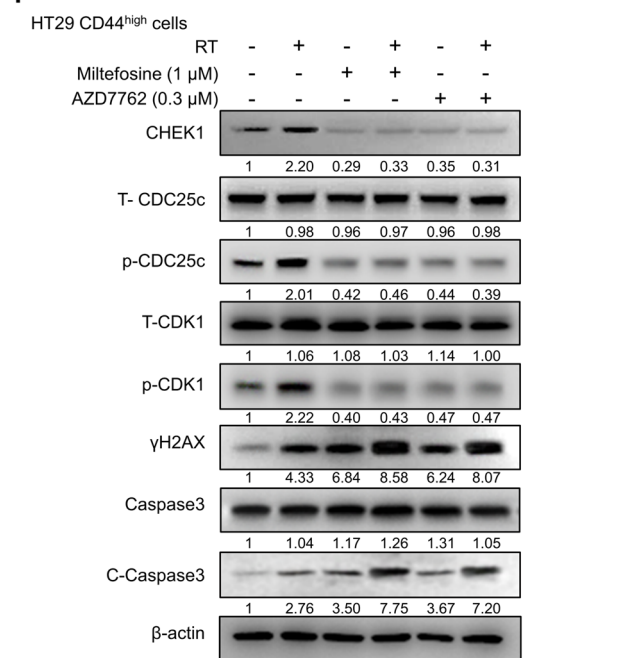 HT29 CD44high cells
RT - + - + - +
Miltefosine (1 μM) - - + + - -
AZD7762 (0.3 μM) - - - - + +
CHEK1
1 2.20 0.29 0.33 0.35 0.31
T- CDC25c
1 0.98 0.96 0.97 0.96 0.98
p-CDC25c
1 2.01 0.42 0.46 0.44 0.39
T-CDK1
1 1.06 1.08 1.03 1.14 1.00
p-CDK1
1 2.22 0.40 0.43 0.47 0.47
γH2AX
1 4.33 6.84 8.58 6.24 8.07
Caspase3
1 1.04 1.17 1.26 1.31 1.05
C-Caspase3
1 2.76 3.50 7.75 3.67 7.20
β-actin